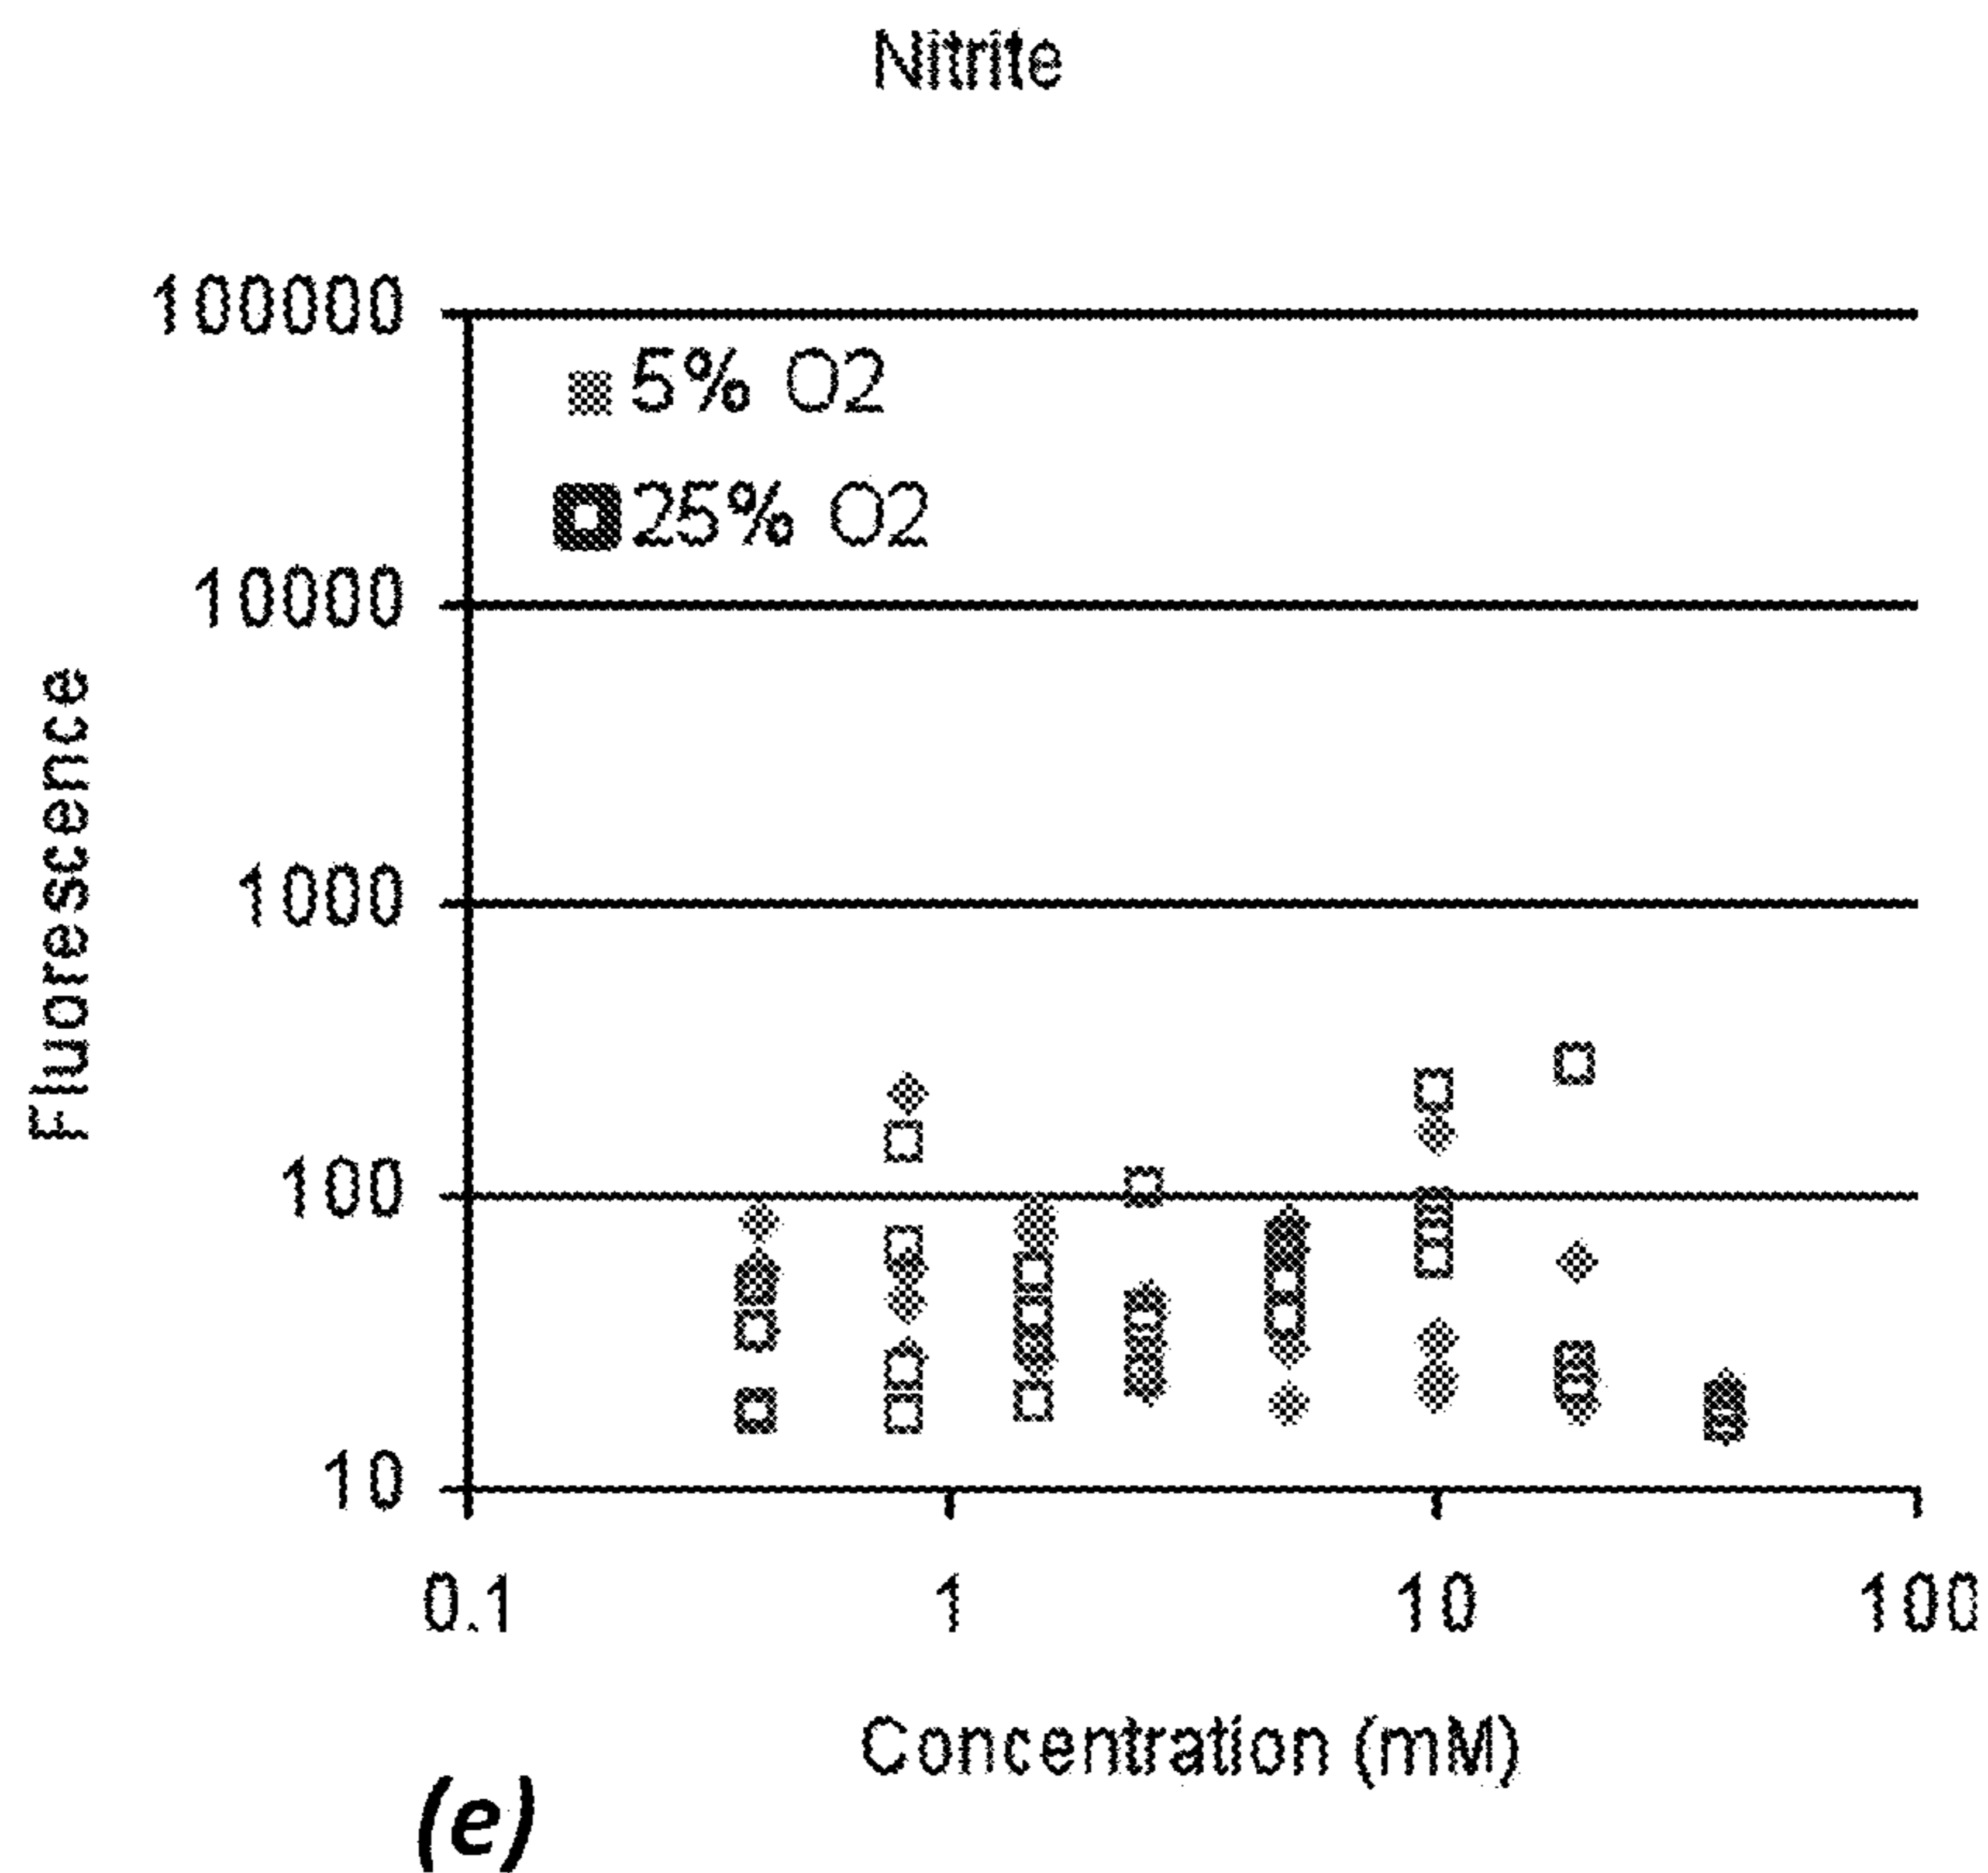 Nitrite
100000
5% O2
25% O2
10000
Fluorescence
1000
100
10
0.1 1 10 100
Concentration (mM)
(e)